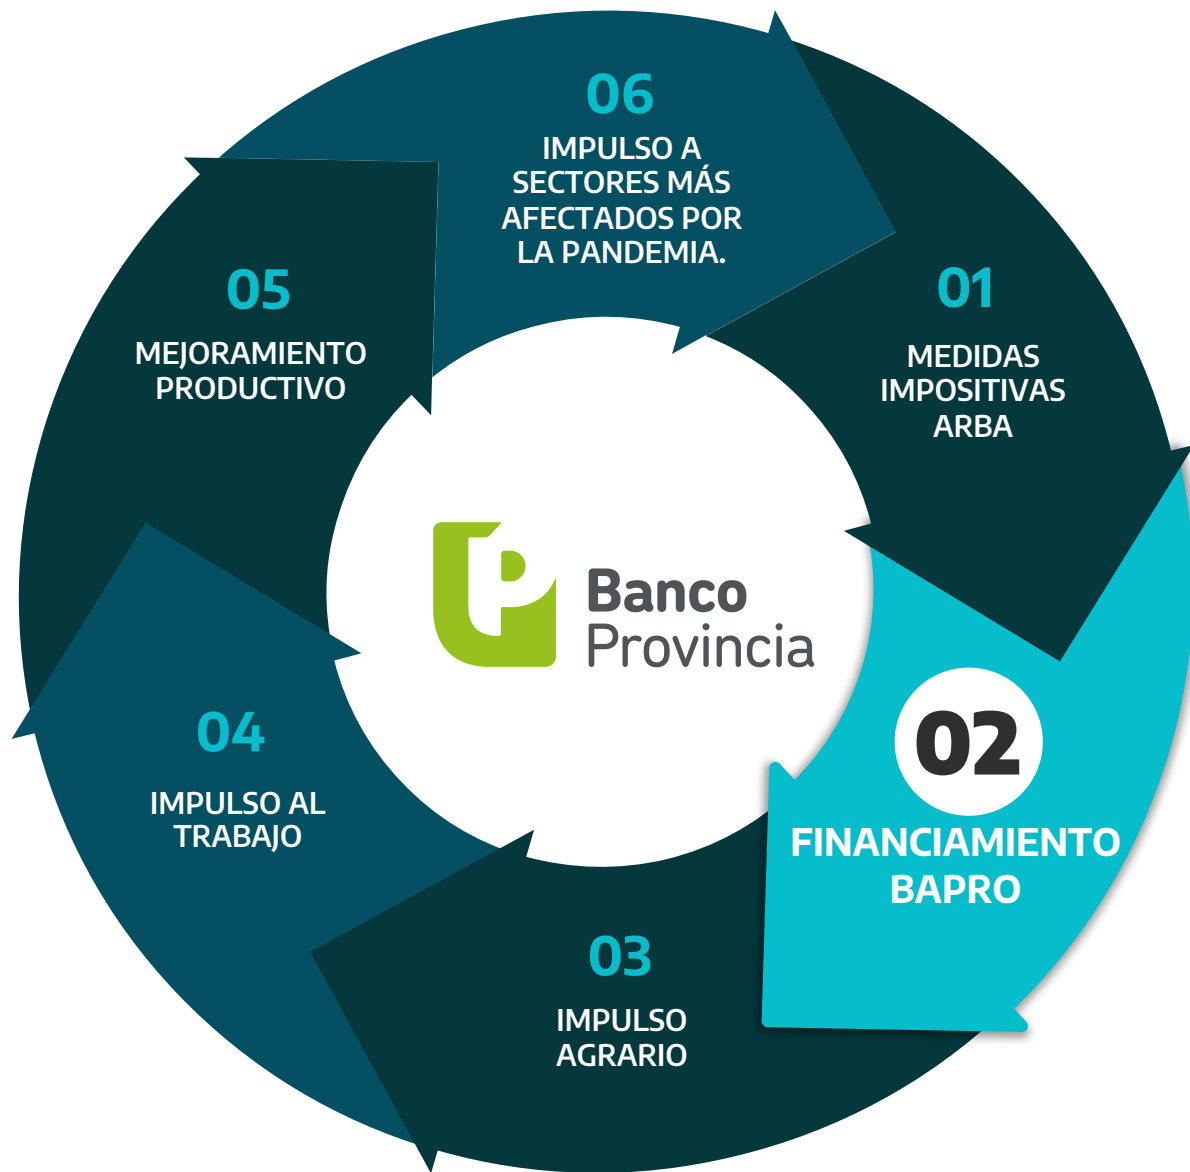 06
IMPULSO A
SECTORES MÁS
AFECTADOS POR
LA PANDEMIA.
01
MEDIDAS
IMPOSITIVAS
ARBA
02
FINANCIAMIENTO
BAPRO
03
IMPULSO
AGRARIO
04
IMPULSO AL
TRABAJO
05
MEJORAMIENTO
PRODUCTIVO
Banco
Provincia